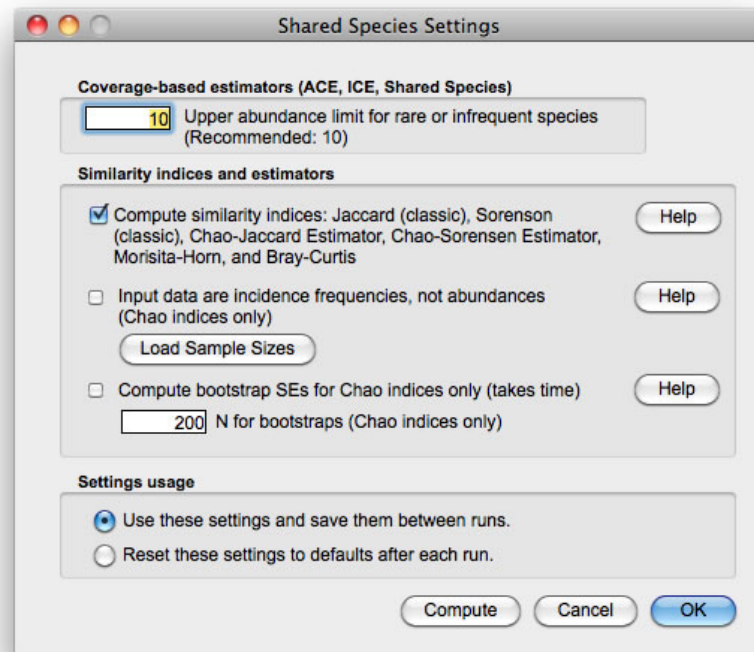 Shared Species Settings
Coverage-based estimators (ACE, ICE, Shared Species)
10 Upper abundance limit for rare or infrequent species
(Recommended: 10)
Similarity indices and estimators
Compute similarity indices: Jaccard (classic), Sorenson Help
(classic), Chao-Jaccard Estimator, Chao-Sorensen Estimator,
Morisita-Horn, and Bray-Curtis
Input data are incidence frequencies, not abundances Help
(Chao indices only)
Load Sample Sizes
Compute bootstrap SEs for Chao indices only (takes time) Help
200 N for bootstraps (Chao indices only)
Settings usage
Use these settings and save them between runs.
Reset these settings to defaults after each run.
Compute Cancel OK